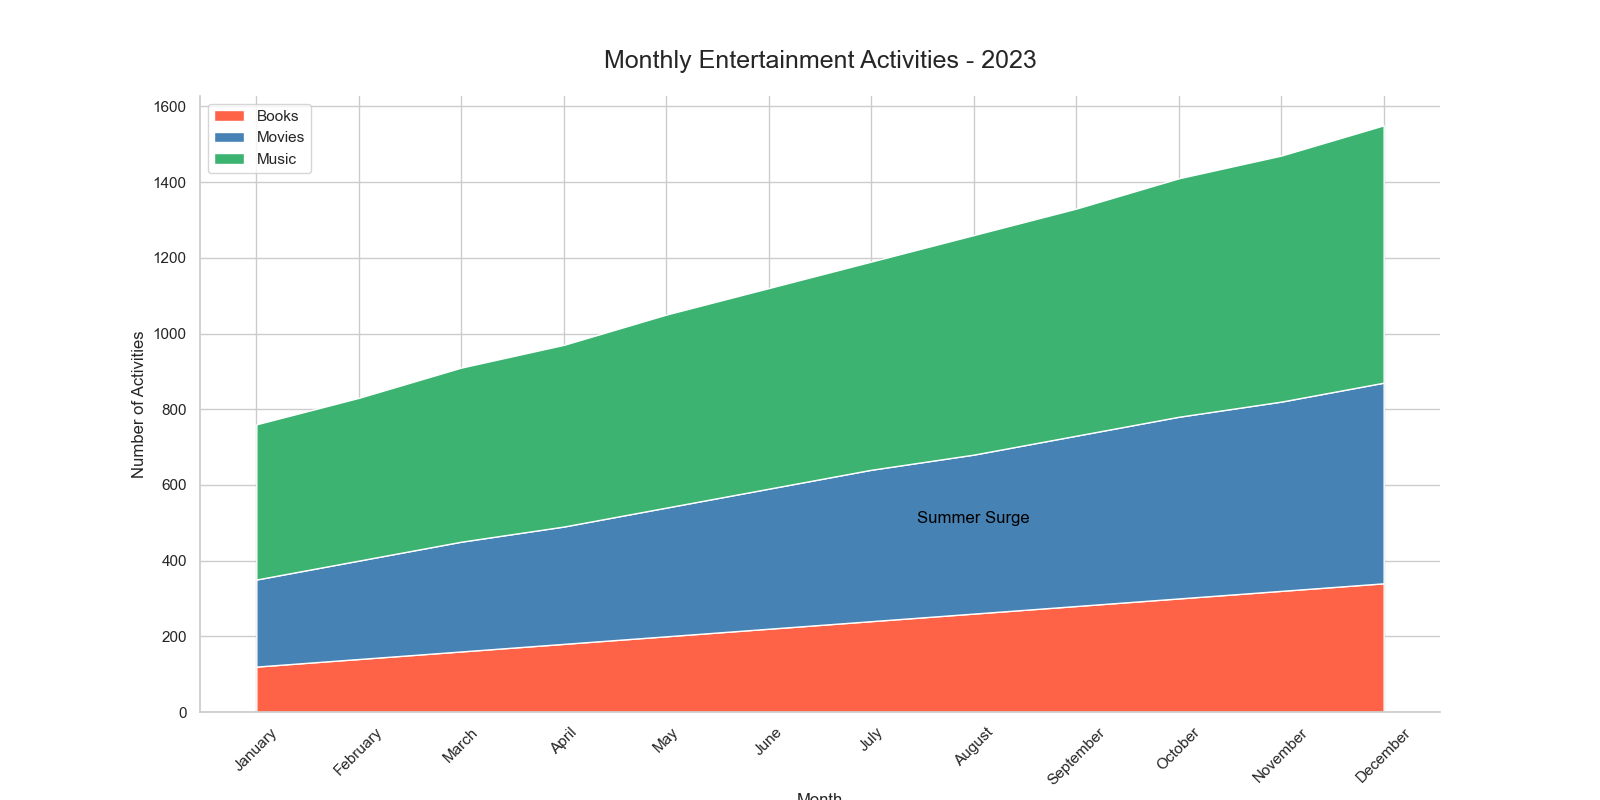 Monthly Entertainment Activities - 2023
Books
Movies
Music
1600
1400
1200
1000
800
600
400
200
0
Number of Activities
Summer Surge
January
February
March
April
May
June
July
August
September
October
November
December
Month